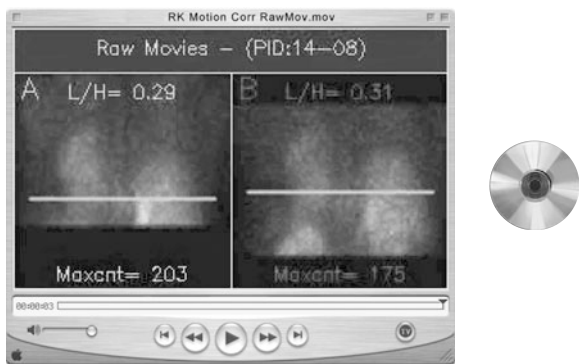 RK Motion Corr RawMov.mov
Raw Movies – (PID:14–08)
A L/H= 0.29
B L/H= 0.31
Maxcnt= 203
Maxcnt= 175
00:00:03